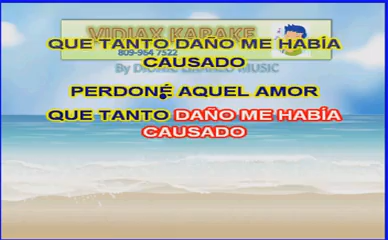 VIDIAX KARAKE
QUE TANTO DAÑO ME HABÍA
809-964 7522
CAUSADO
MUSIC
PERDONÉ AQUEL AMOR
QUE TANTO DAÑO ME HABÍA
CAUSADO